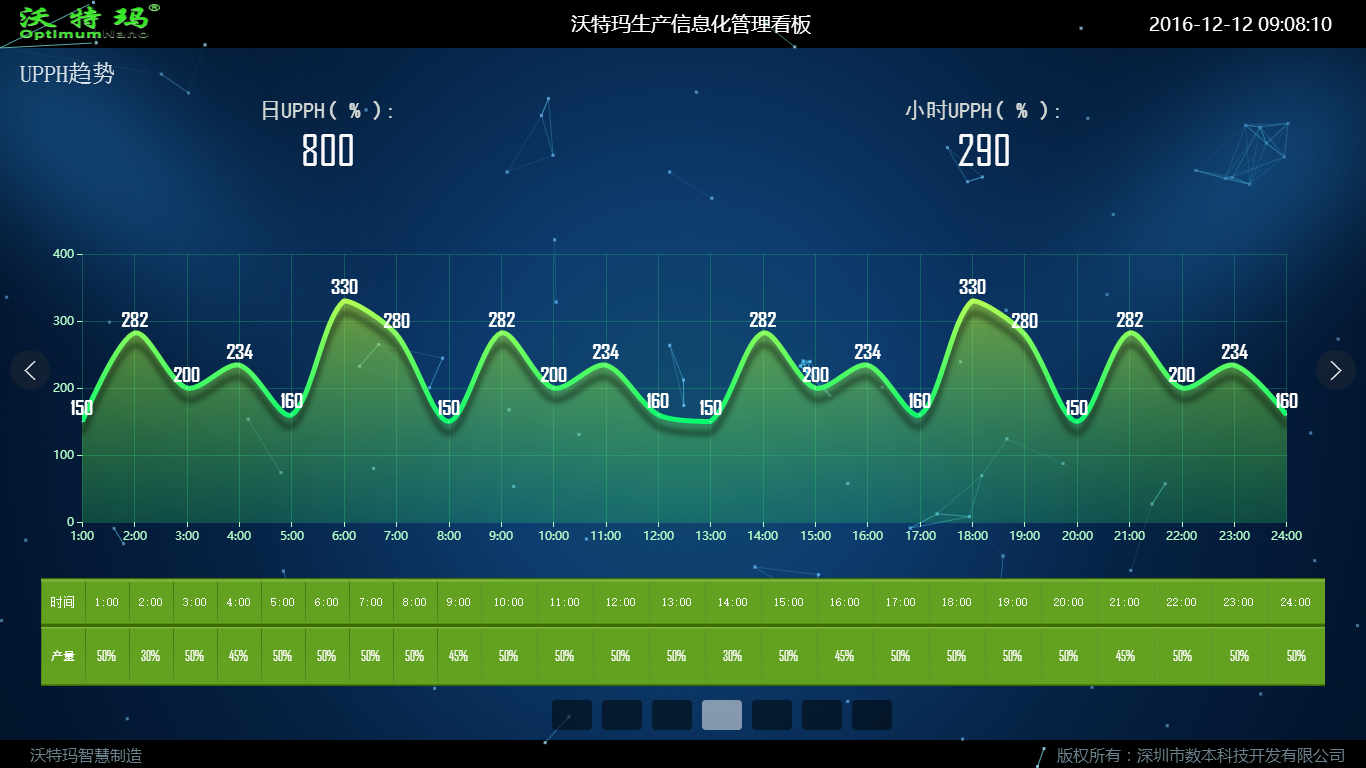 沃特玛®
OptimumNano
沃特玛生产信息化管理看板
2016-12-12 09:08:10
UPPH趋势
日UPPH( % ):
800
小时UPPH( % ):
290
400
300
200
100
0
150 282 200 234 160 330 280 150 282 200 234 160 150 282 200 234 160 330 280 150 282 200 234 160
1:00 2:00 3:00 4:00 5:00 6:00 7:00 8:00 9:00 10:00 11:00 12:00 13:00 14:00 15:00 16:00 17:00 18:00 19:00 20:00 21:00 22:00 23:00 24:00
时间 1:00 2:00 3:00 4:00 5:00 6:00 7:00 8:00 9:00 10:00 11:00 12:00 13:00 14:00 15:00 16:00 17:00 18:00 19:00 20:00 21:00 22:00 23:00 24:00
产量 50% 30% 50% 45% 50% 50% 50% 50% 45% 50% 50% 50% 50% 30% 50% 45% 50% 50% 50% 50% 45% 50% 50% 50%
沃特玛智慧制造
版权所有：深圳市数本科技开发有限公司